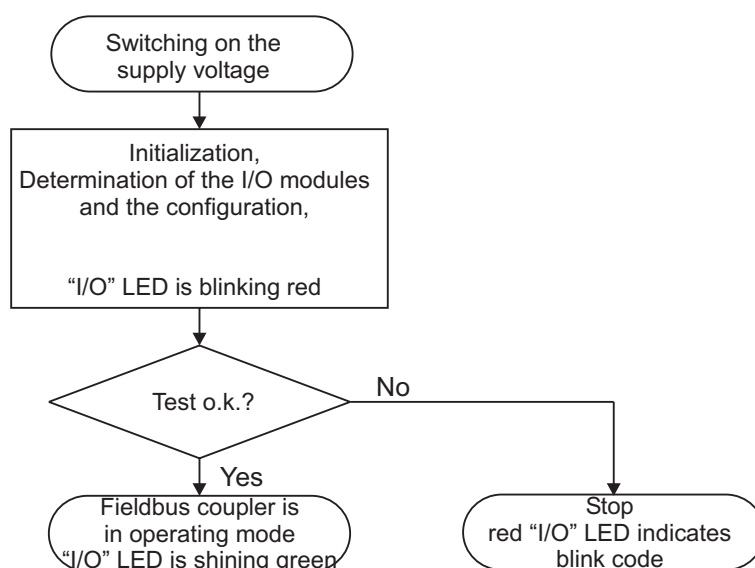 Switching on the
supply voltage
Initialization,
Determination of the I/O modules
and the configuration,
“I/O” LED is blinking red
Test o.k.?
No
Yes
Fieldbus coupler is
in operating mode
“I/O” LED is shining green
Stop
red “I/O” LED indicates
blink code